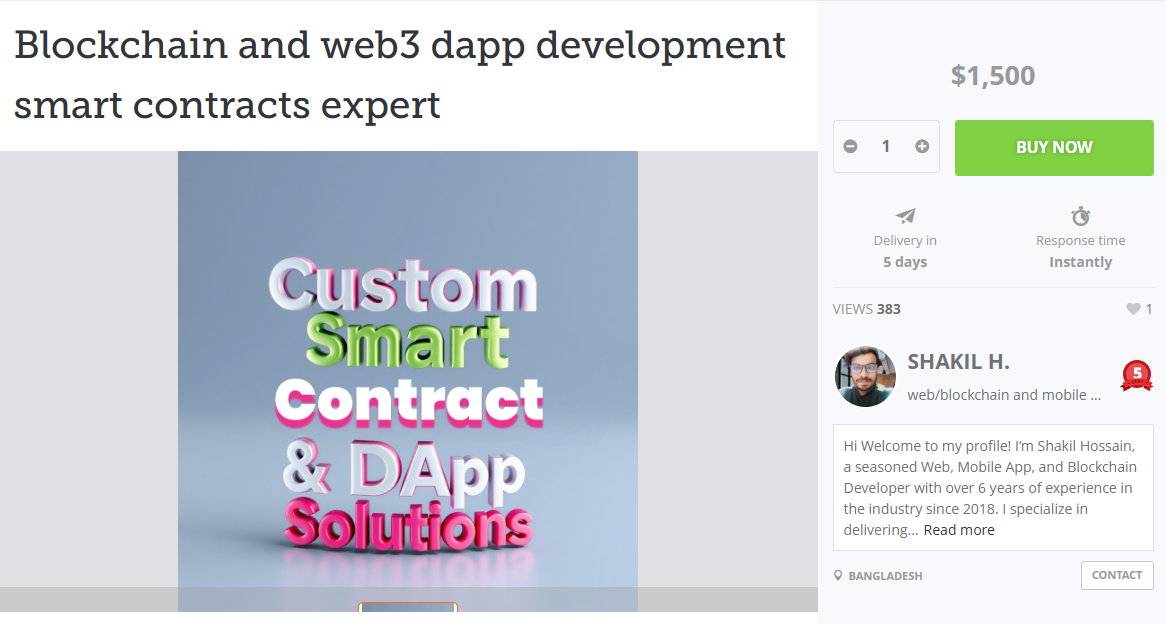 Blockchain and web3 dapp development
smart contracts expert
Custom
Smart
Contract
& DApp
Solutions
$1,500
1
BUY NOW
Delivery in
5 days
Response time
Instantly
VIEWS 383
1
SHAKIL H.
web/blockchain and mobile ...
5
Hi Welcome to my profile! I’m Shakil Hossain,
a seasoned Web, Mobile App, and Blockchain
Developer with over 6 years of experience in
the industry since 2018. I specialize in
delivering... Read more
BANGLADESH
CONTACT